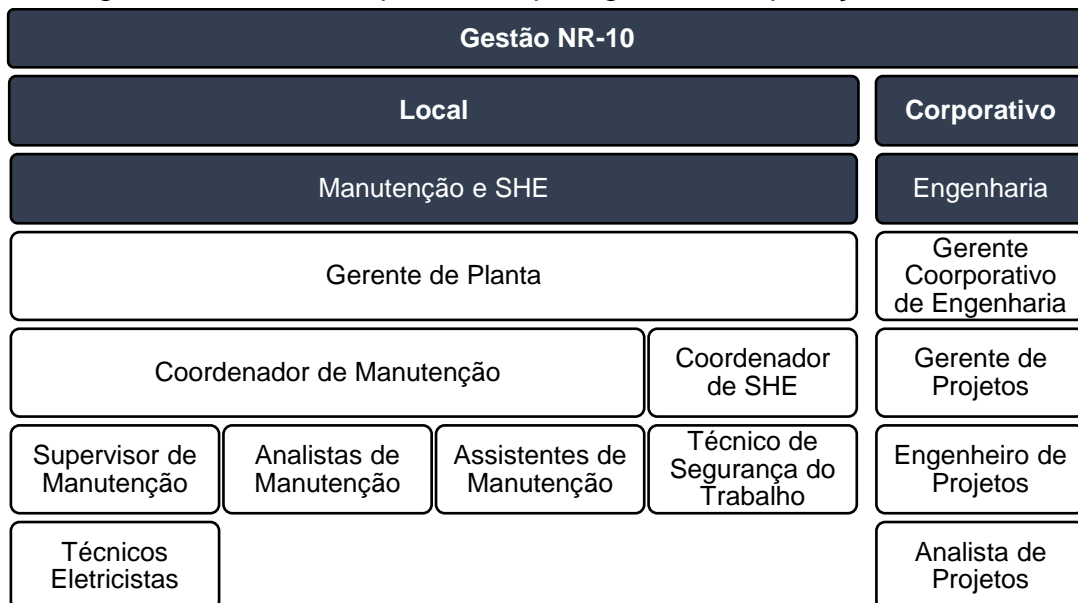 Gestão NR-10
Local
Corporativo
Manutenção e SHE
Engenharia
Gerente de Planta
Gerente
Coorporativo
de Engenharia
Coordenador de Manutenção
Coordenador
de SHE
Gerente de
Projetos
Supervisor de
Manutenção
Analistas de
Manutenção
Assistentes de
Manutenção
Técnico de
Segurança do
Trabalho
Engenheiro de
Projetos
Técnicos
Eletricistas
Analista de
Projetos